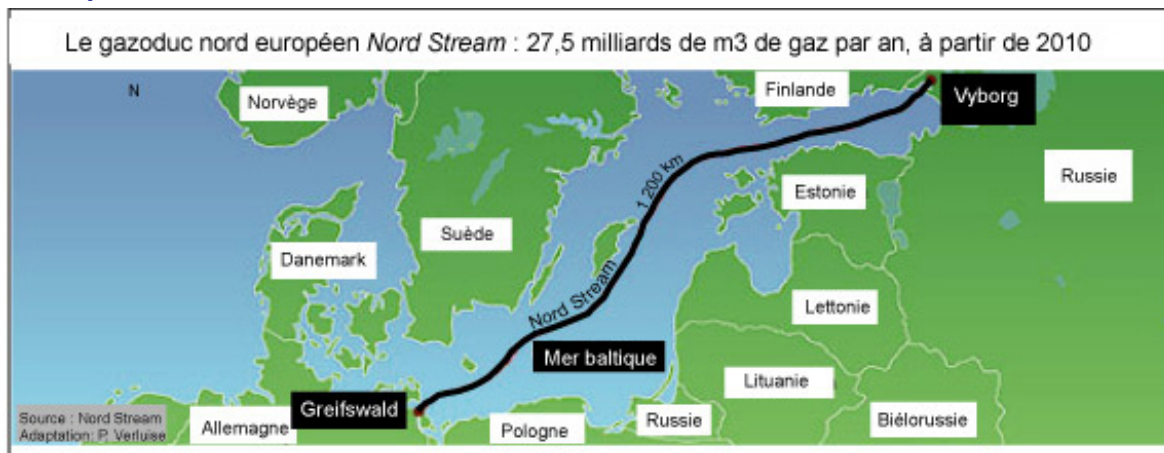 Le gazoduc nord européen Nord Stream : 27,5 milliards de m3 de gaz par an, à partir de 2010
N
Norvège
Finlande
Vyborg
Russie
1 200 km
Estonie
Suède
Danemark
Nord Stream
Lettonie
Mer baltique
Lituanie
Greifswald
Source : Nord Stream
Adaptation: P. Verluise
Allemagne
Pologne
Russie
Biélorussie